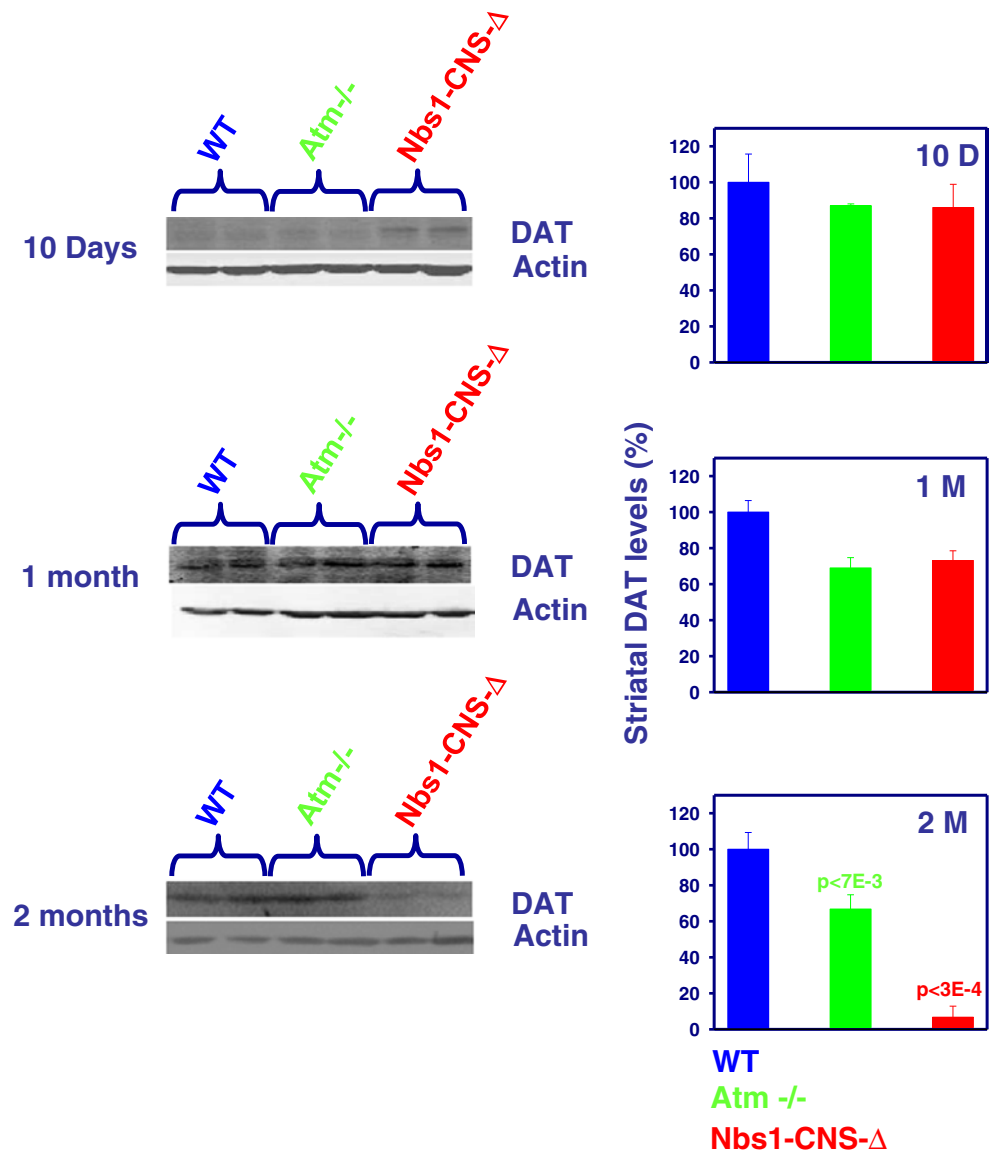 WT
Atm-/-
Nbs1-CNS-Δ
10 Days
DAT
Actin
WT
Atm-/-
Nbs1-CNS-Δ
1 month
DAT
Actin
WT
Atm-/-
Nbs1-CNS-Δ
2 months
DAT
Actin
Striatal DAT levels (%)
10 D
120
100
80
60
40
20
0
1 M
120
100
80
60
40
20
0
2 M
120
100
80
60
40
20
0
p<7E-3
p<3E-4
WT
Atm -/-
Nbs1-CNS-Δ